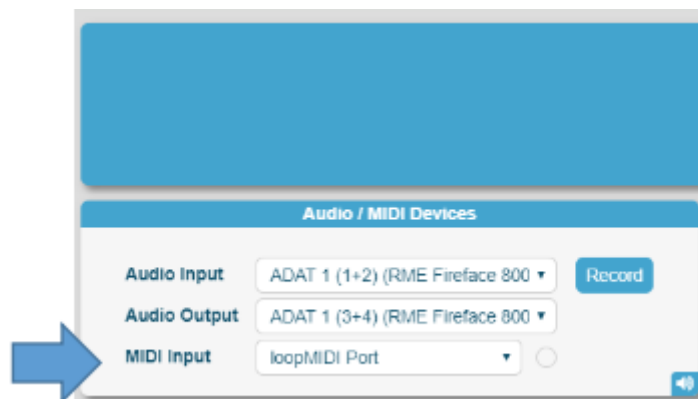 Audio / MIDI Devices
Audio Input ADAT 1 (1+2) (RME Fireface 800 Record
Audio Output ADAT 1 (3+4) (RME Fireface 800
MIDI Input loopMIDI Port